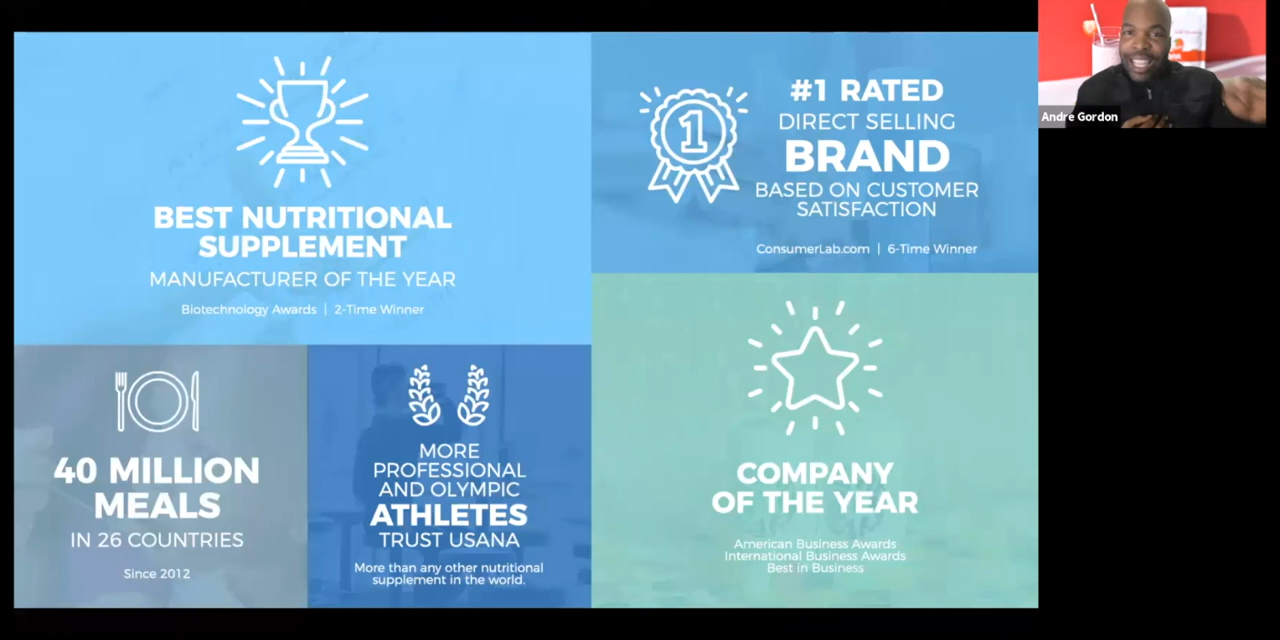 BEST NUTRITIONAL
SUPPLEMENT
MANUFACTURER OF THE YEAR
Biotechnology Awards | 2-Time Winner
#1 RATED
DIRECT SELLING
BRAND
BASED ON CUSTOMER
SATISFACTION
ConsumerLab.com | 6-Time Winner
1
Andre Gordon
40 MILLION
MEALS
IN 26 COUNTRIES
Since 2012
MORE
PROFESSIONAL
AND OLYMPIC
ATHLETES
TRUST USANA
More than any other nutritional
supplement in the world.
COMPANY
OF THE YEAR
American Business Awards
International Business Awards
Best in Business